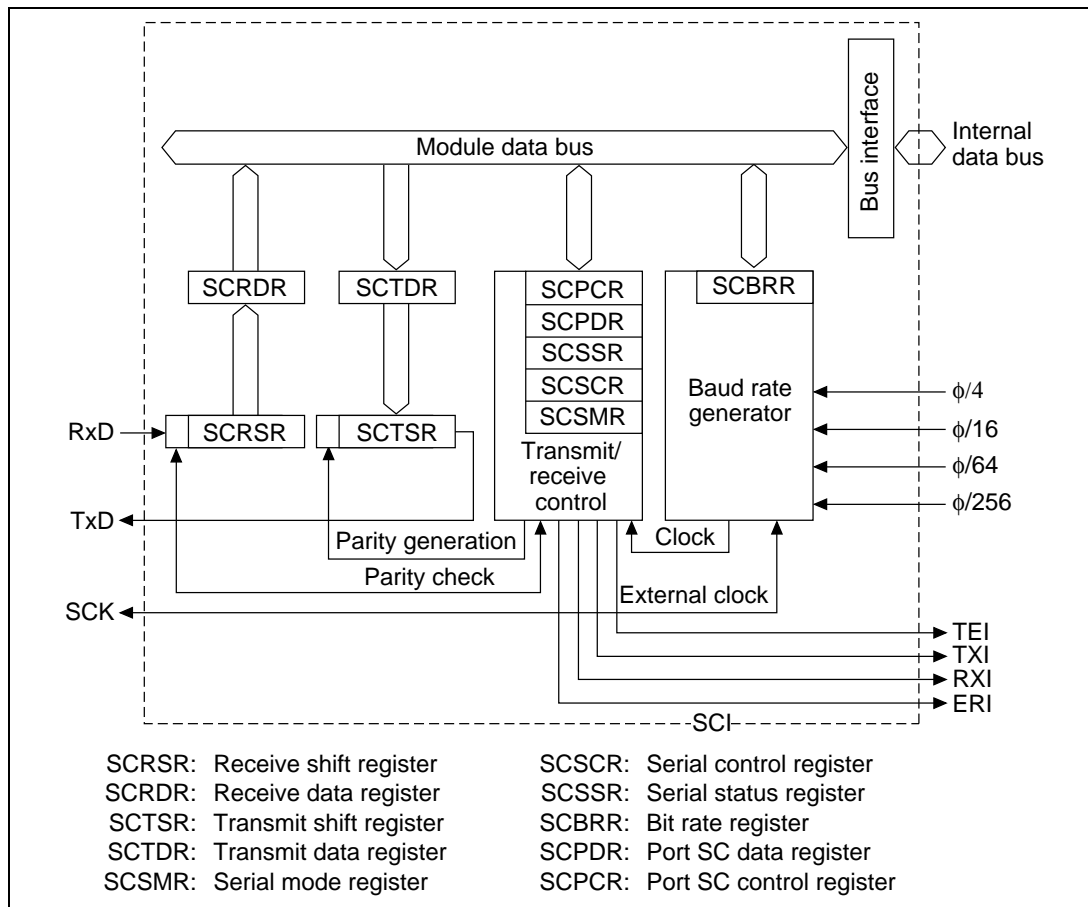 Bus interface
Internal
data bus
Module data bus
SCRDR
SCTDR
SCPCR
SCPDR
SCSSR
SCSCR
SCSMR
Transmit/
receive
control
SCBRR
Baud rate
generator
ϕ/4
ϕ/16
ϕ/64
ϕ/256
RxD
SCRSR
SCTSR
TxD
Parity generation
Clock
Parity check
External clock
SCK
TEI
TXI
RXI
ERI
SCI
SCRSR: Receive shift register
SCRDR: Receive data register
SCTSR: Transmit shift register
SCTDR: Transmit data register
SCSMR: Serial mode register
SCSCR: Serial control register
SCSSR: Serial status register
SCBRR: Bit rate register
SCPDR: Port SC data register
SCPCR: Port SC control register